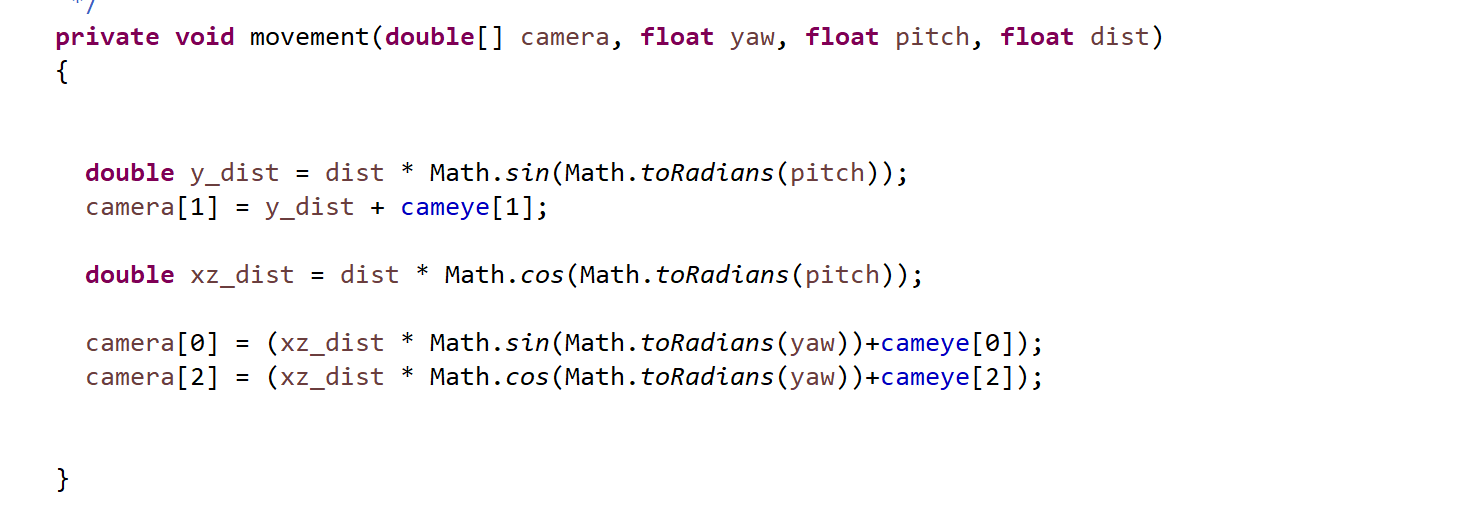 */
private void movement(double[] camera, float yaw, float pitch, float dist)
{
double y_dist = dist * Math.sin(Math.toRadians(pitch));
camera[1] = y_dist + cameye[1];
double xz_dist = dist * Math.cos(Math.toRadians(pitch));
camera[0] = (xz_dist * Math.sin(Math.toRadians(yaw))+cameye[0]);
camera[2] = (xz_dist * Math.cos(Math.toRadians(yaw))+cameye[2]);
}